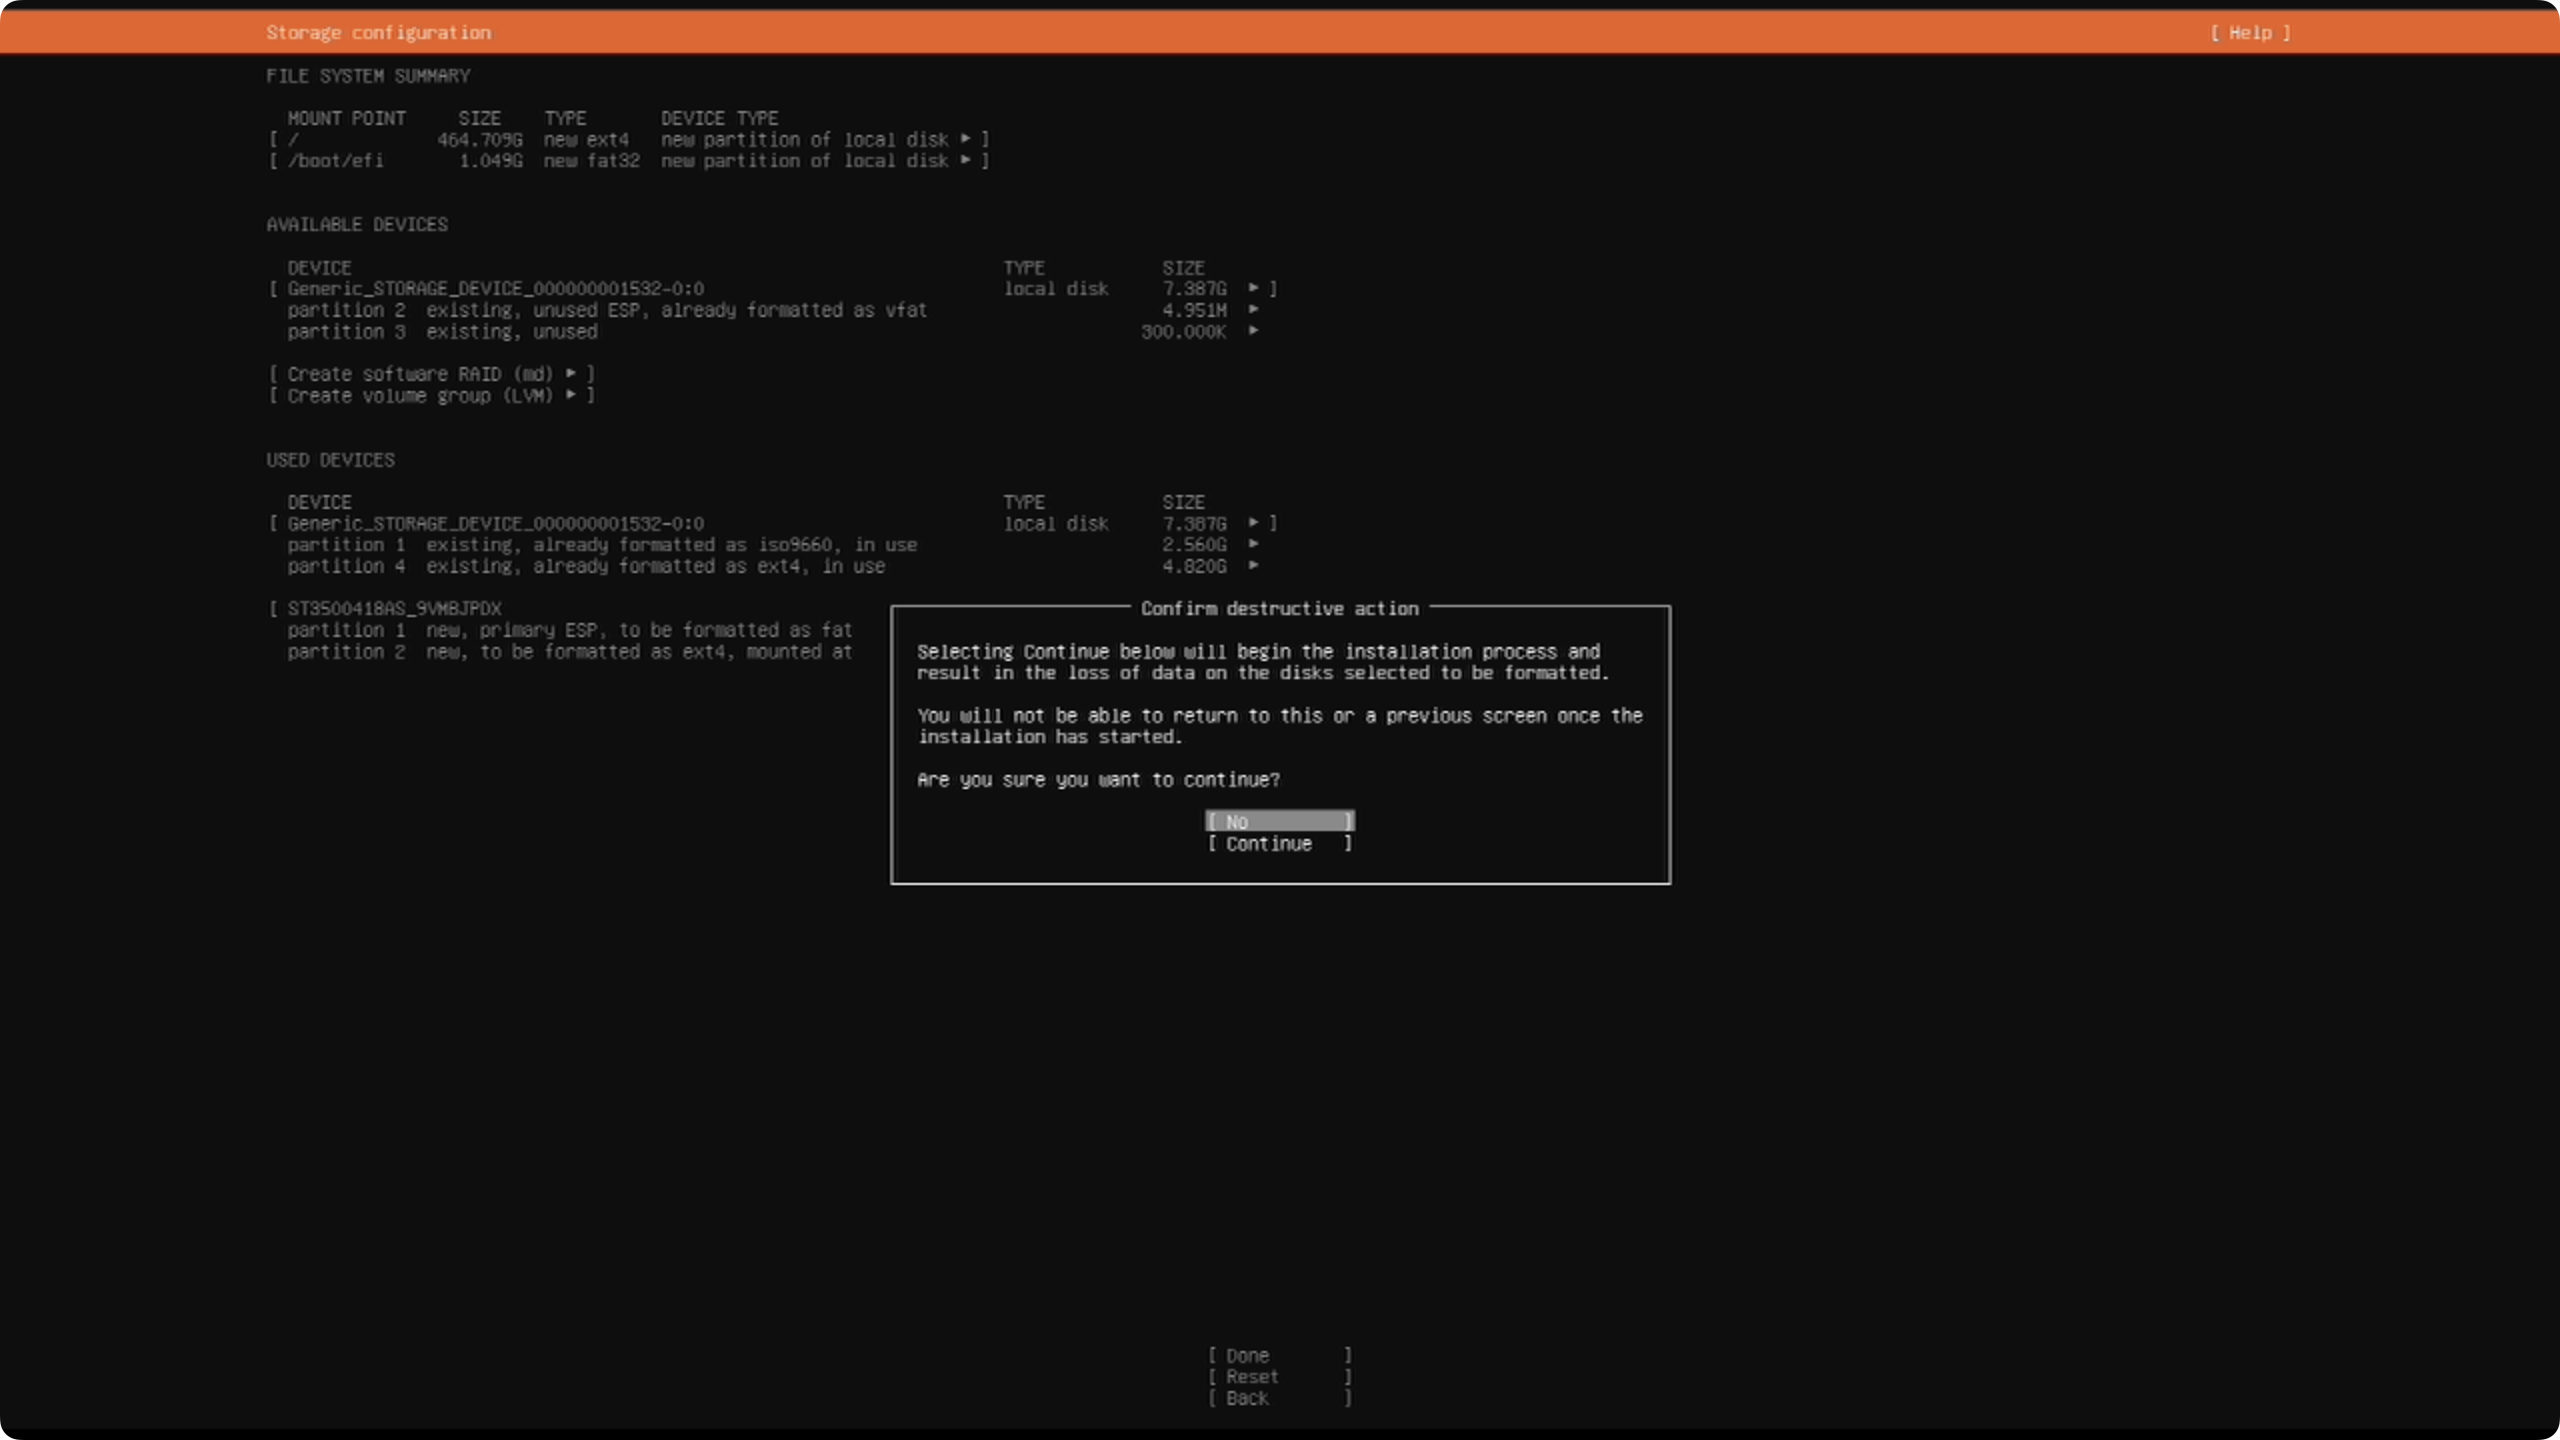 Storage configuration [ Help ]
FILE SYSTEM SUMMARY
MOUNT POINT SIZE TYPE DEVICE TYPE
[ / 464.709G new ext4 new partition of local disk ▸ ]
[ /boot/efi 1.049G new fat32 new partition of local disk ▸ ]
AVAILABLE DEVICES
DEVICE TYPE SIZE
[ Generic_STORAGE_DEVICE_000000001532-0:0 local disk 7.387G ▸ ]
partition 2 existing, unused ESP, already formatted as vfat 4.951M ▸
partition 3 existing, unused 300.000K ▸
[ Create software RAID (md) ▸ ]
[ Create volume group (LVM) ▸ ]
USED DEVICES
DEVICE TYPE SIZE
[ Generic_STORAGE_DEVICE_000000001532-0:0 local disk 7.387G ▸ ]
partition 1 existing, already formatted as iso9660, in use 2.560G ▸
partition 4 existing, already formatted as ext4, in use 4.820G ▸
[ ST3500418AS_9VMBJPDX
partition 1 new, primary ESP, to be formatted as fat
partition 2 new, to be formatted as ext4, mounted at
Confirm destructive action
Selecting Continue below will begin the installation process and
result in the loss of data on the disks selected to be formatted.
You will not be able to return to this or a previous screen once the
installation has started.
Are you sure you want to continue?
[ No ]
[ Continue ]
[ Done ]
[ Reset ]
[ Back ]